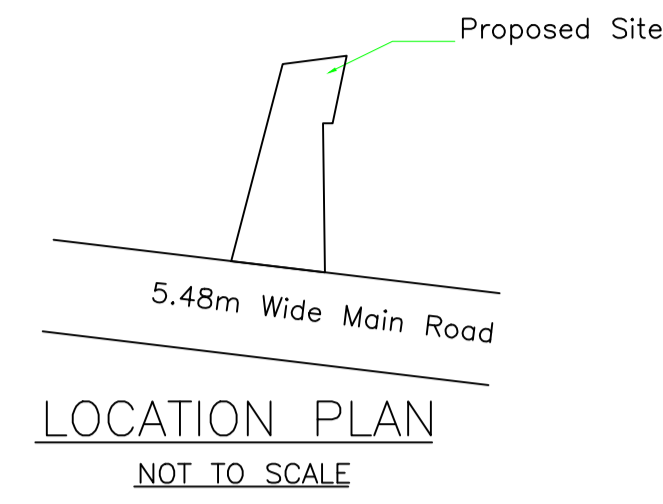 Proposed Site
5.48m Wide Main Road
LOCATION PLAN
NOT TO SCALE